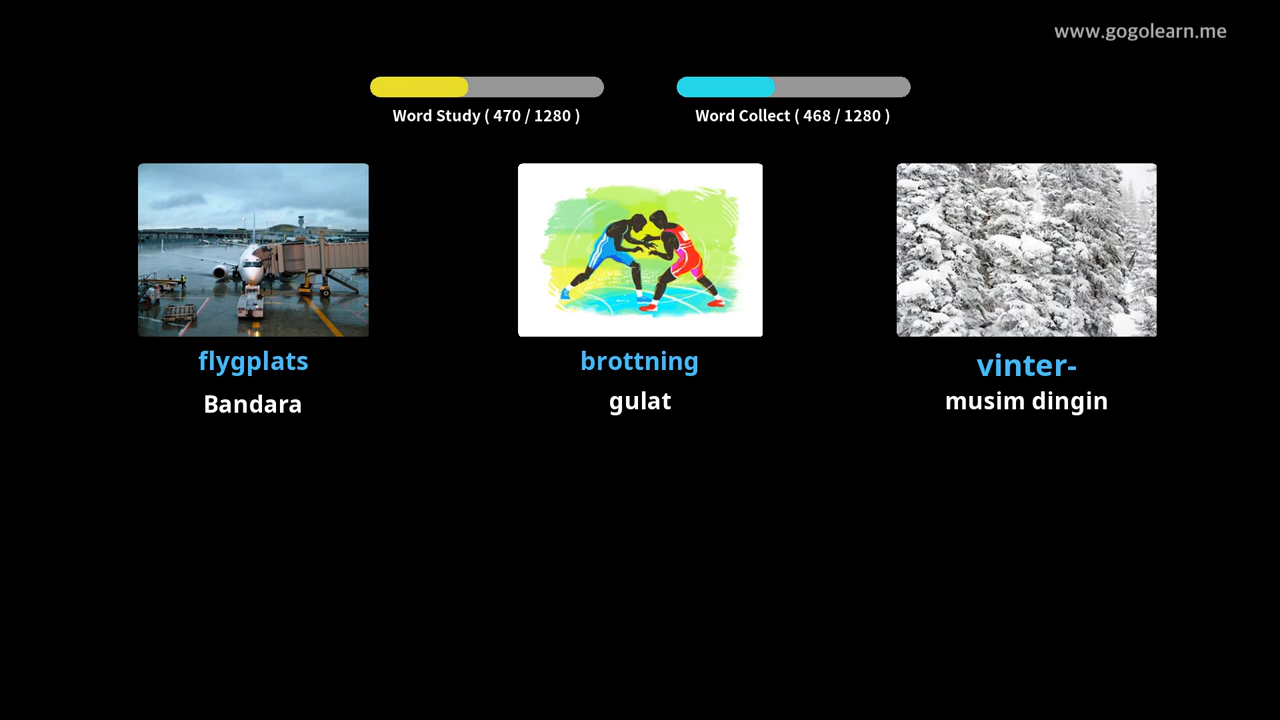 www.gogolearn.me
Word Study ( 470 / 1280 )
Word Collect ( 468 / 1280 )
flygplats
brottning
vinter-
Bandara
gulat
musim dingin